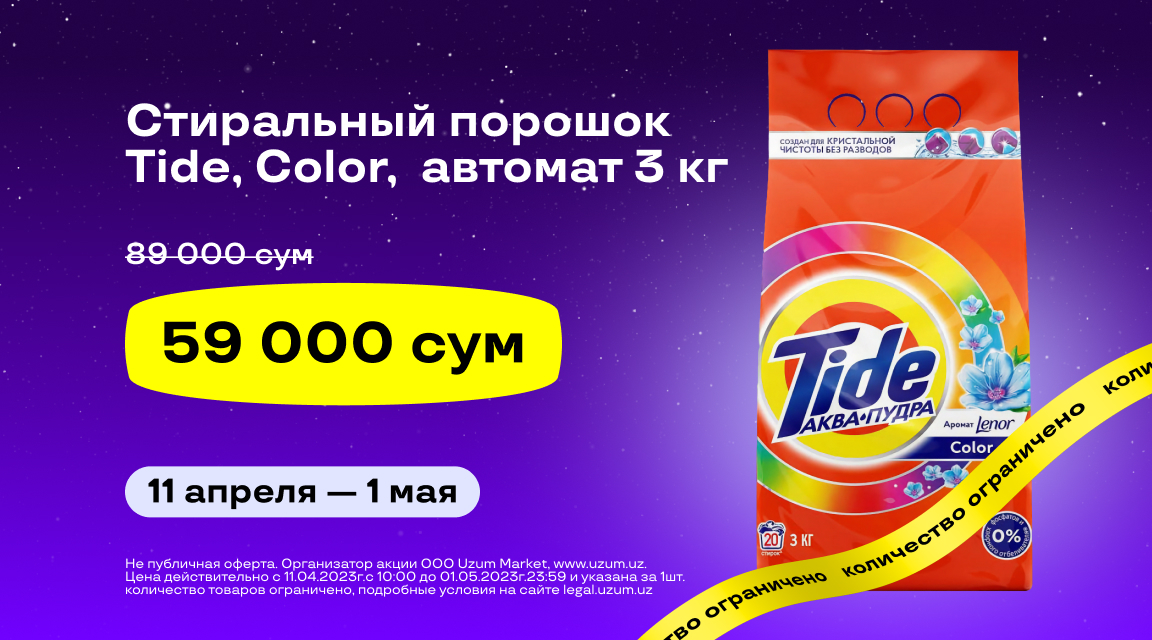 Стиральный порошок
Tide, Color, автомат 3 кг
89 000 сум
59 000 сум
11 апреля — 1 мая
Не публичная оферта. Организатор акции ООО Uzum Market, www.uzum.uz.
Цена действительно с 11.04.2023г.с 10:00 до 01.05.2023г.23:59 и указана за 1шт.
количество товаров ограничено, подробные условия на сайте legal.uzum.uz
СОЗДАН ДЛЯ КРИСТАЛЬНОЙ
ЧИСТОТЫ БЕЗ РАЗВОДОВ
Tide
АКВА•ПУДРА
Аромат Lenor
Color
20
стирок
3 КГ
фосфатов и
0%
ограничено количество ограничено